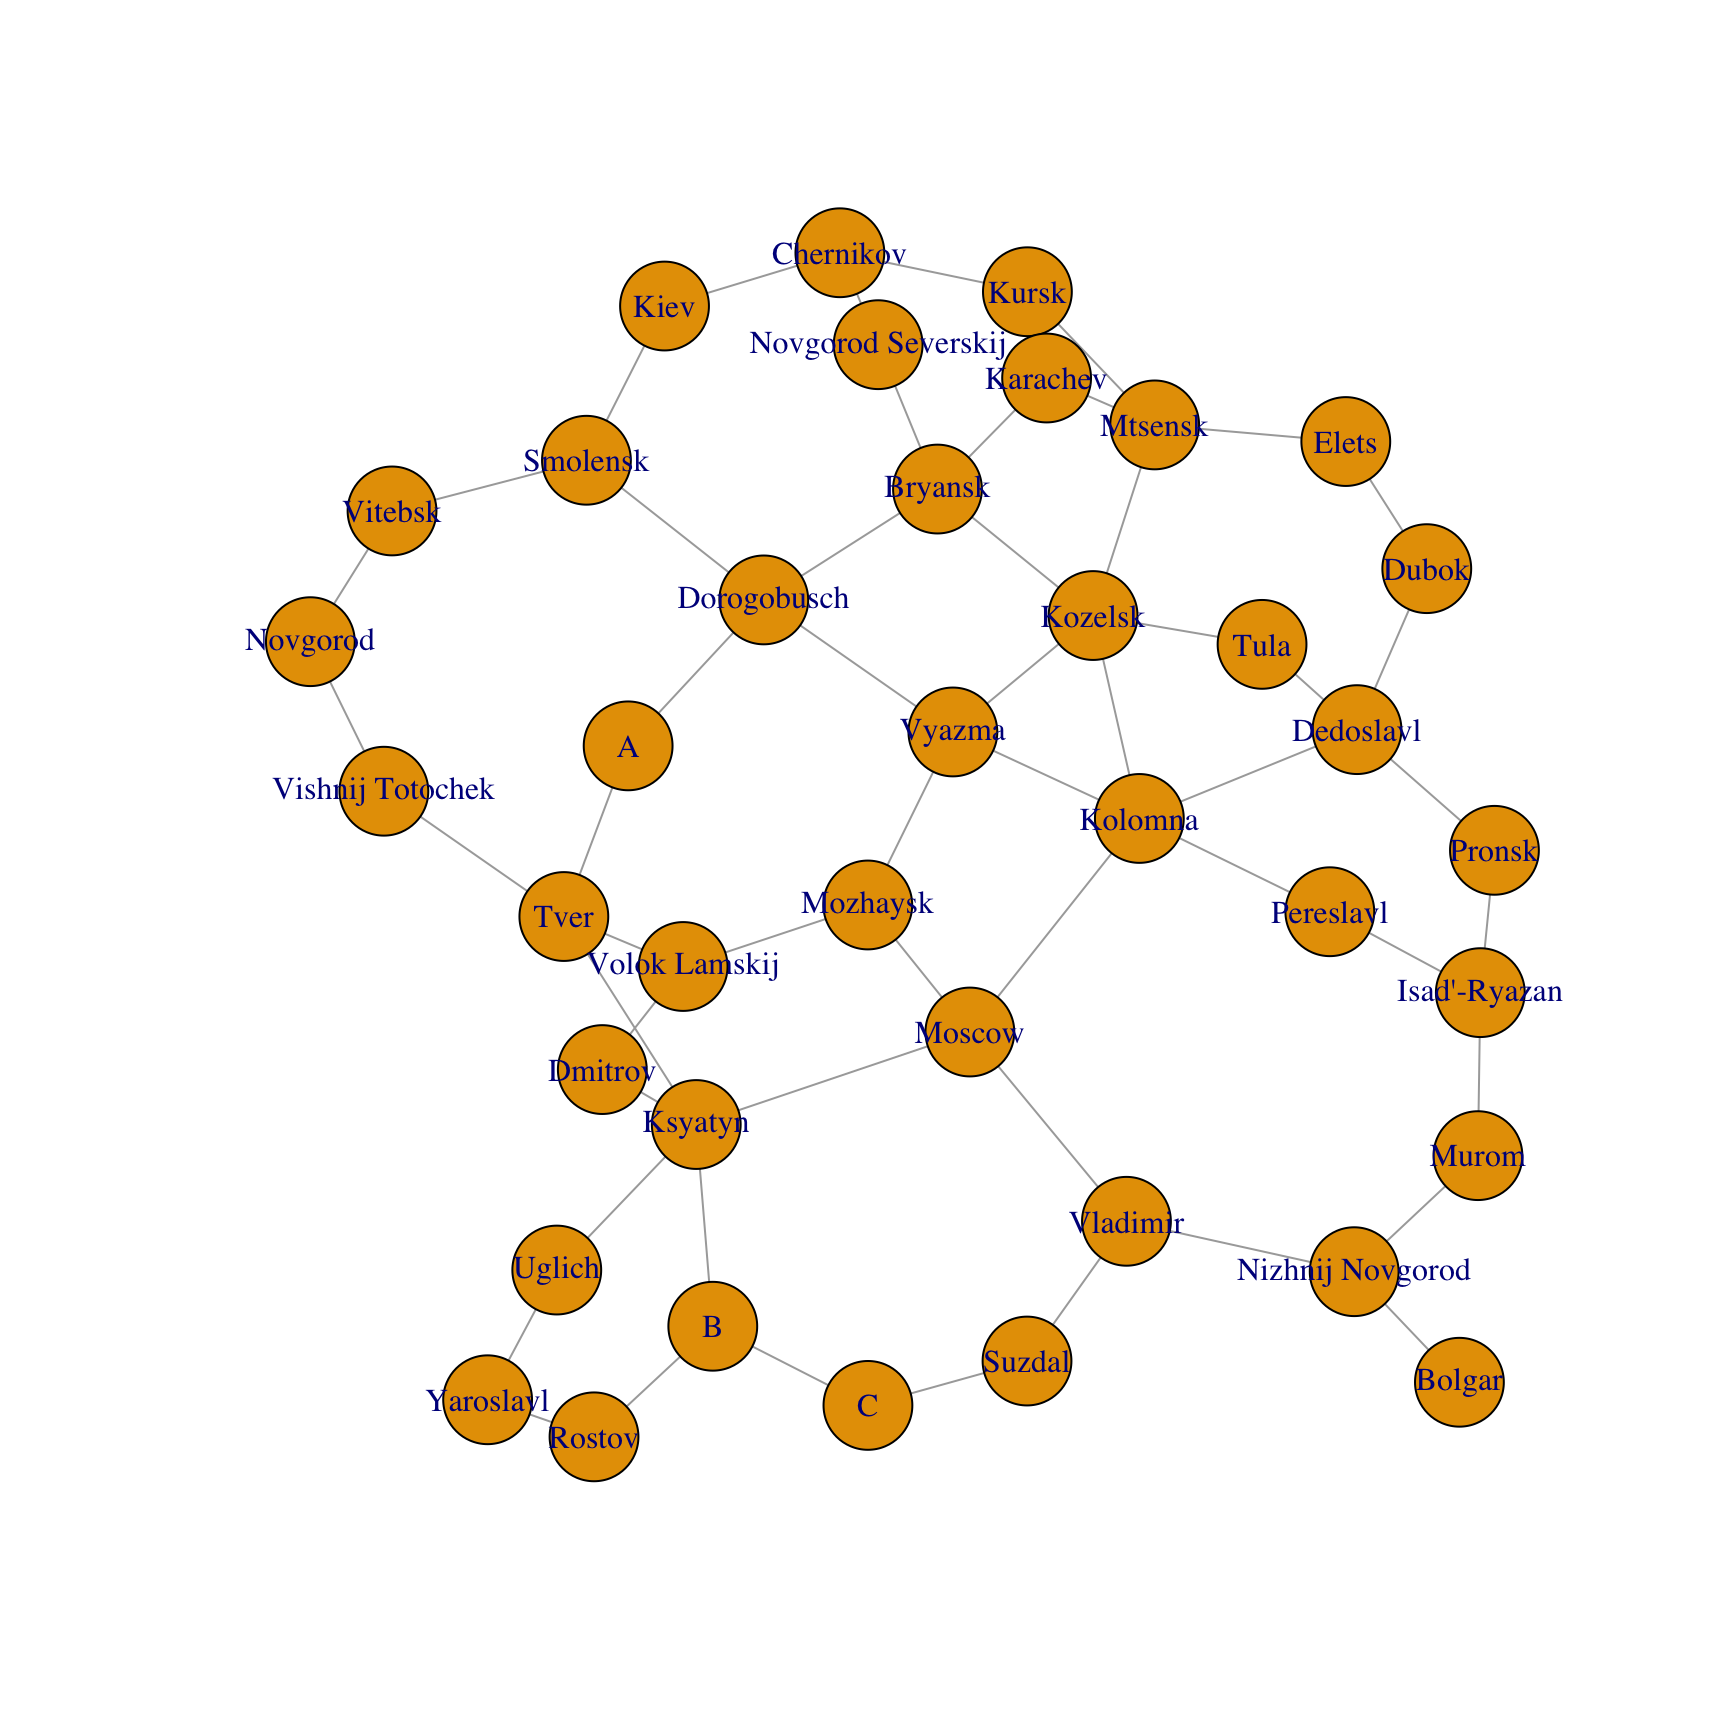 Chernikov
Kursk
Kiev
Novgorod Severskij
Karachev
Mtsensk
Elets
Smolensk
Bryansk
Vitebsk
Dubok
Dorogobusch
Kozelsk
Novgorod
Tula
Vyazma
Dedoslavl
A
Vishnij Totochek
Kolomna
Pronsk
Mozhaysk
Pereslavl
Tver
Volok Lamskij
Isad'-Ryazan
Moscow
Dmitrov
Ksyatyn
Murom
Vladimir
Uglich
Nizhnij Novgorod
B
Suzdal
Bolgar
Yaroslavl
C
Rostov